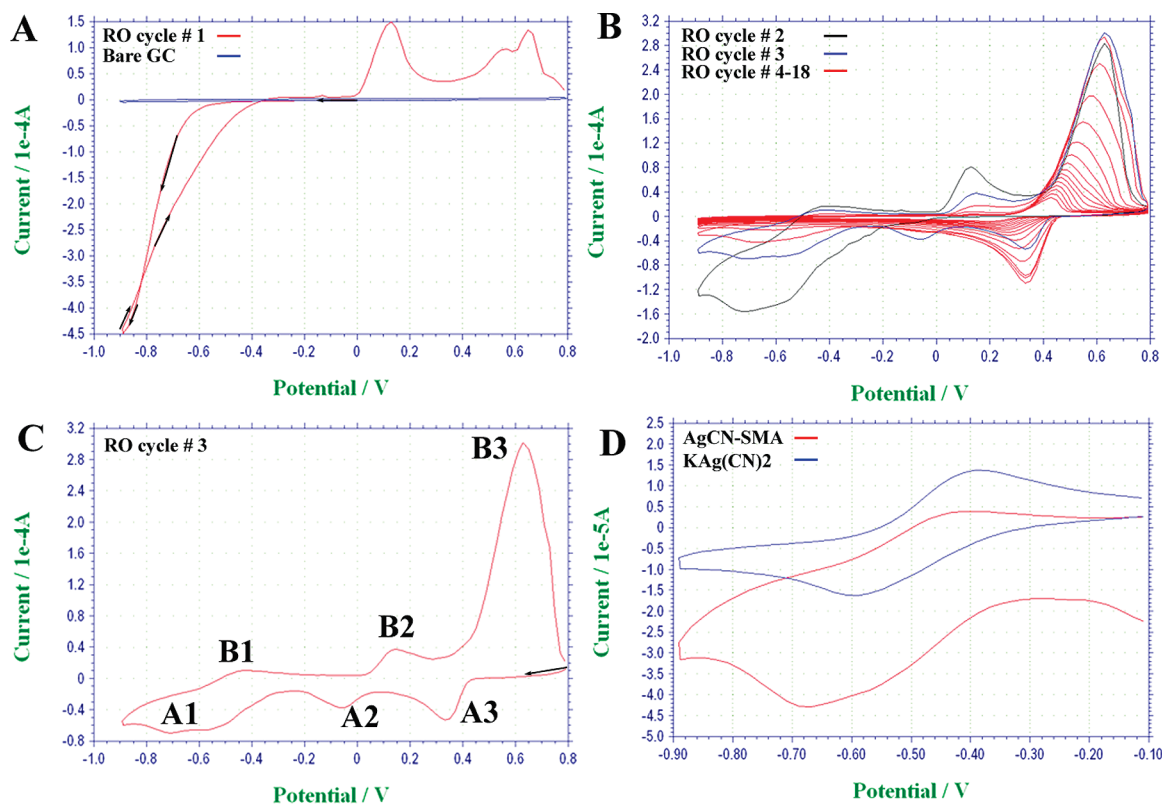 A
RO cycle # 1
Bare GC
1.5
1.0
0.5
0
-0.5
-1.0
-1.5
-2.0
-2.5
-3.0
-3.5
-4.0
-4.5
Current / 1e-4A
-1.0 -0.8 -0.6 -0.4 -0.2 0 0.2 0.4 0.6 0.8
Potential / V
B
RO cycle # 2
RO cycle # 3
RO cycle # 4-18
3.2
2.8
2.4
2.0
1.6
1.2
0.8
0.4
0
-0.4
-0.8
-1.2
-1.6
-2.0
Current / 1e-4A
-1.0 -0.8 -0.6 -0.4 -0.2 0 0.2 0.4 0.6 0.8
Potential / V
C
RO cycle # 3
3.2
2.8
2.4
2.0
1.6
1.2
0.8
0.4
0
-0.4
-0.8
Current / 1e-4A
B1
B2
B3
A1
A2
A3
-1.0 -0.8 -0.6 -0.4 -0.2 0 0.2 0.4 0.6 0.8
Potential / V
D
AgCN-SMA
KAg(CN)2
2.5
2.0
1.5
1.0
0.5
0
-0.5
-1.0
-1.5
-2.0
-2.5
-3.0
-3.5
-4.0
-4.5
-5.0
Current / 1e-5A
-0.90 -0.80 -0.70 -0.60 -0.50 -0.40 -0.30 -0.20 -0.10
Potential / V